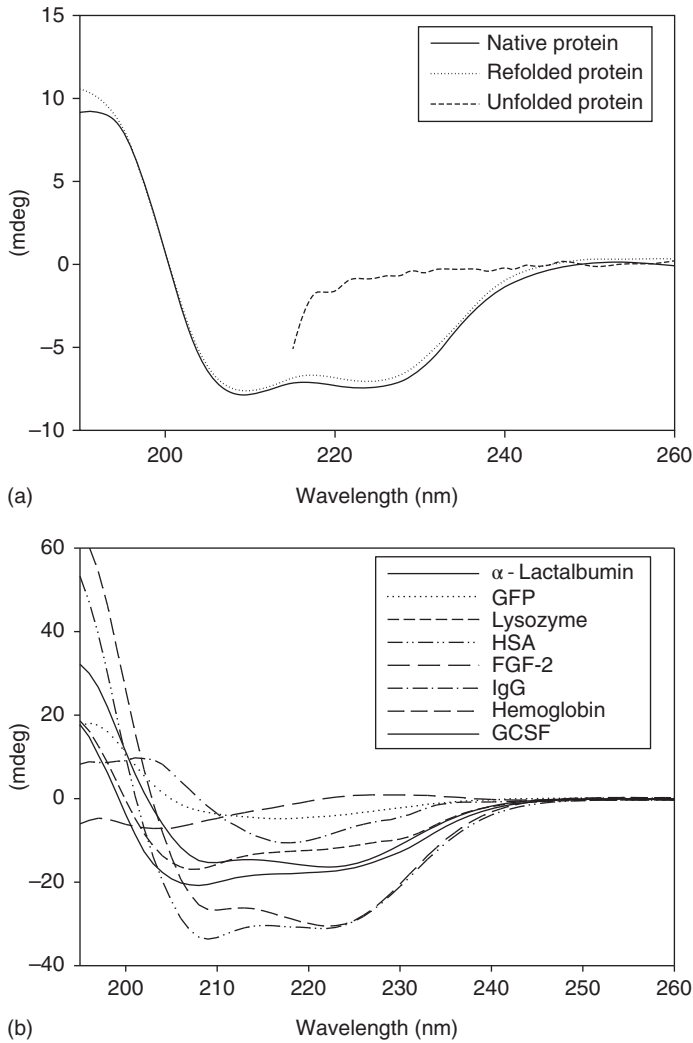 15
10
5
0
−5
−10
(mdeg)
Native protein
Refolded protein
Unfolded protein
200 220 240 260
(a)
Wavelength (nm)
60
40
20
0
−20
−40
(mdeg)
α - Lactalbumin
GFP
Lysozyme
HSA
FGF-2
IgG
Hemoglobin
GCSF
200 210 220 230 240 250 260
(b)
Wavelength (nm)